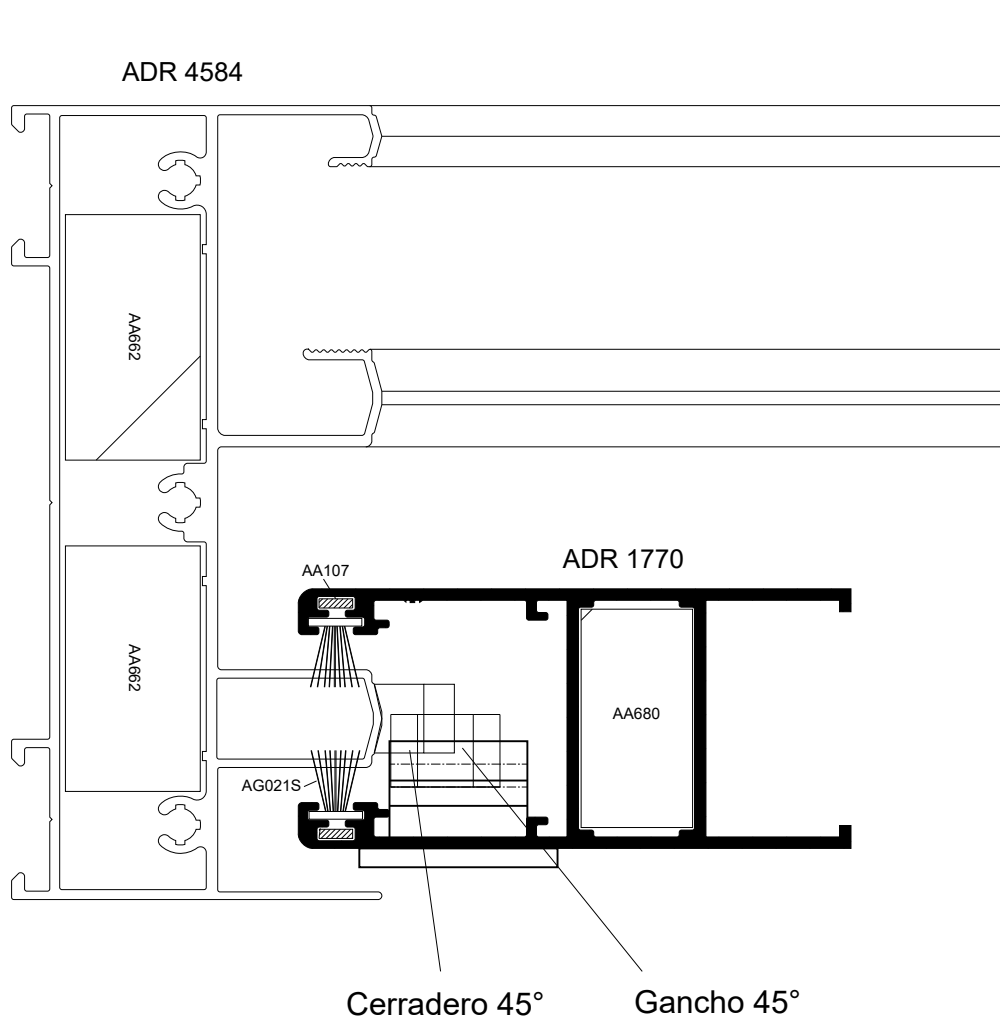 ADR 4584
AA662
ADR 1770
AA107
AA662
AA680
AG021S
Cerradero 45°
Gancho 45°